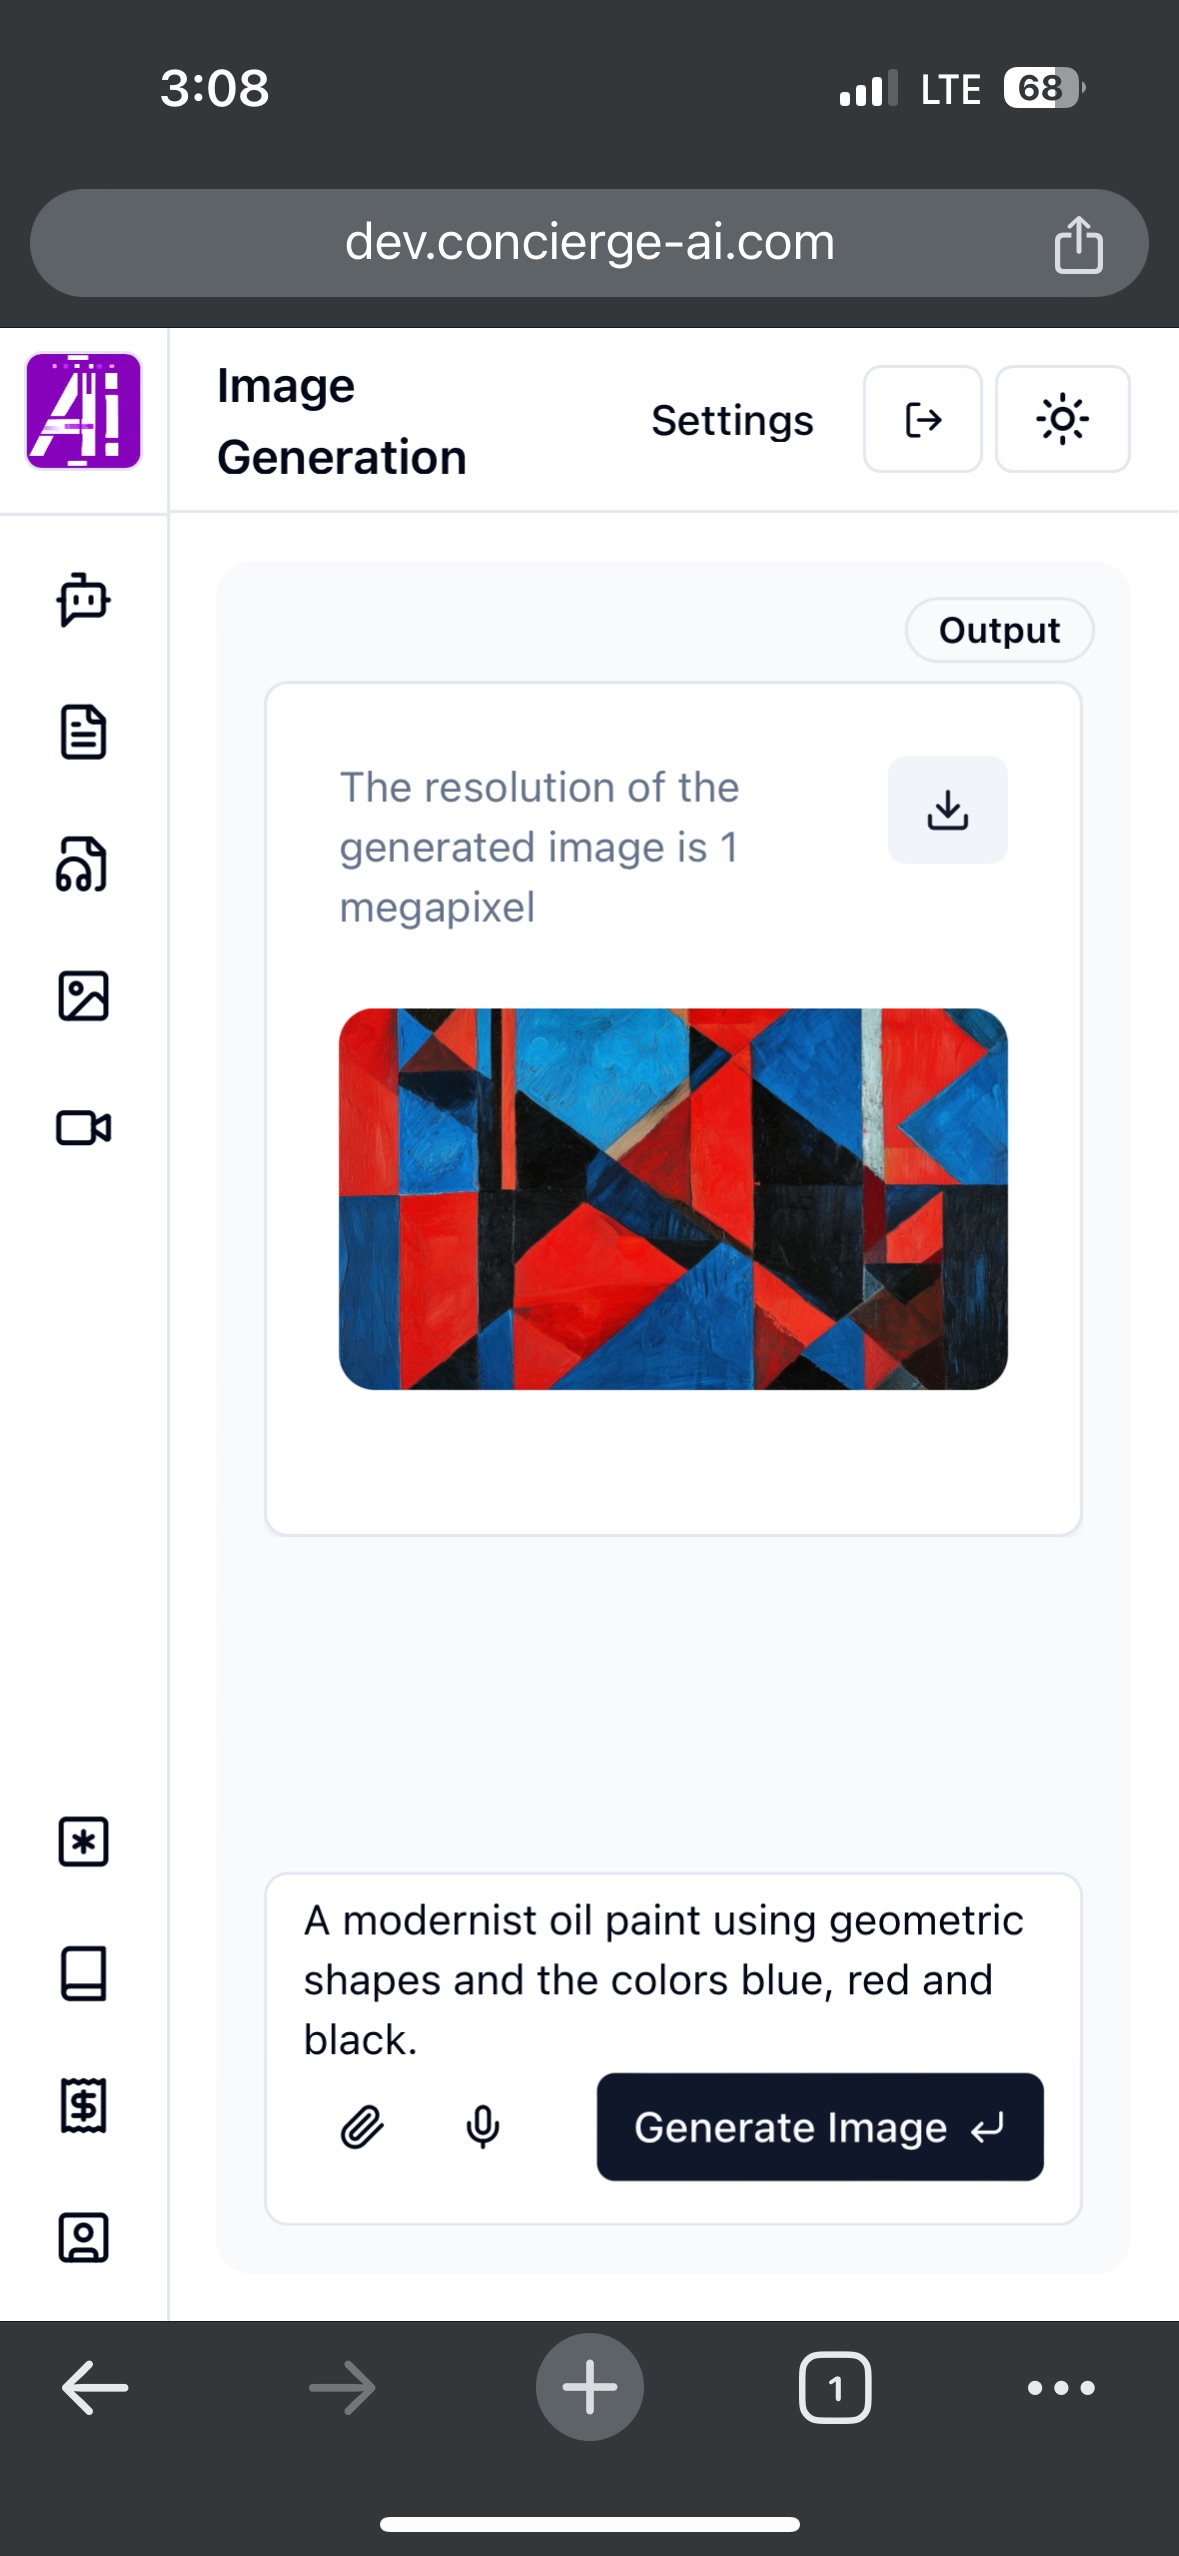 3:08
LTE 68
dev.concierge-ai.com
Ai
Image
Generation
Settings
Output
The resolution of the
generated image is 1
megapixel
A modernist oil paint using geometric
shapes and the colors blue, red and
black.
Generate Image
1